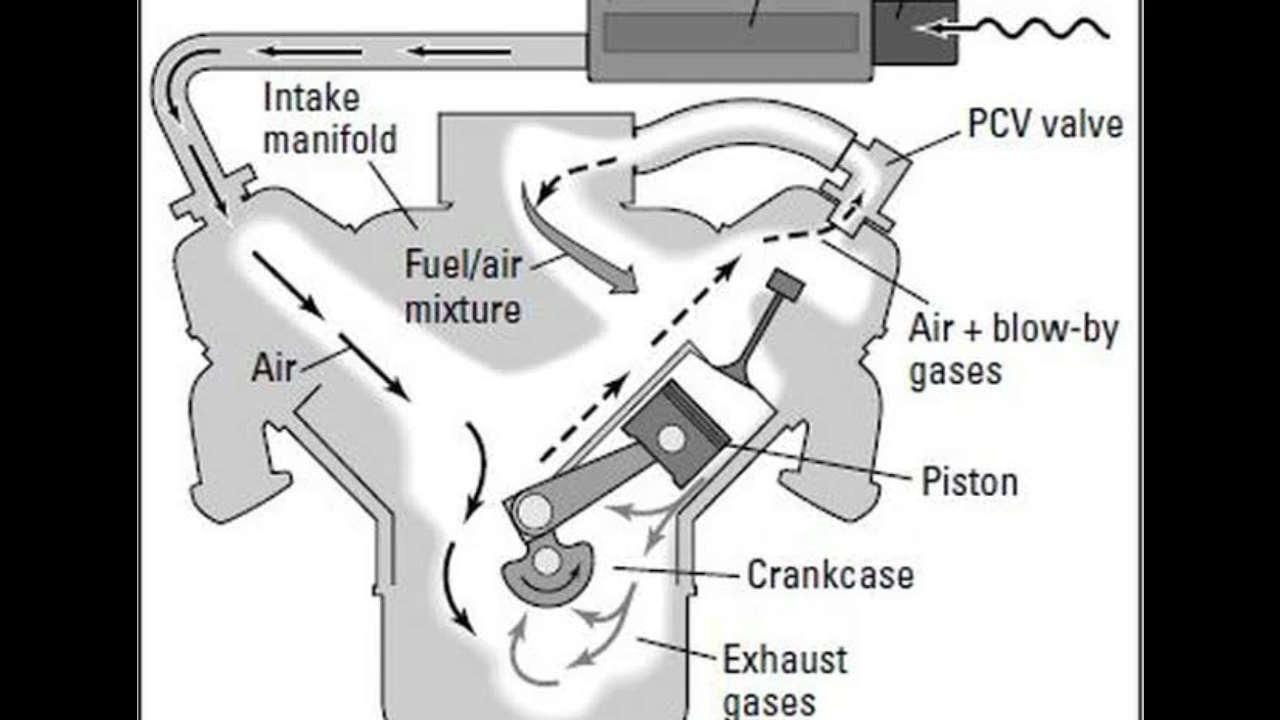 Intake
manifold
PCV valve
Fuel/air
mixture
Air + blow-by
gases
Air
Piston
Crankcase
Exhaust
gases